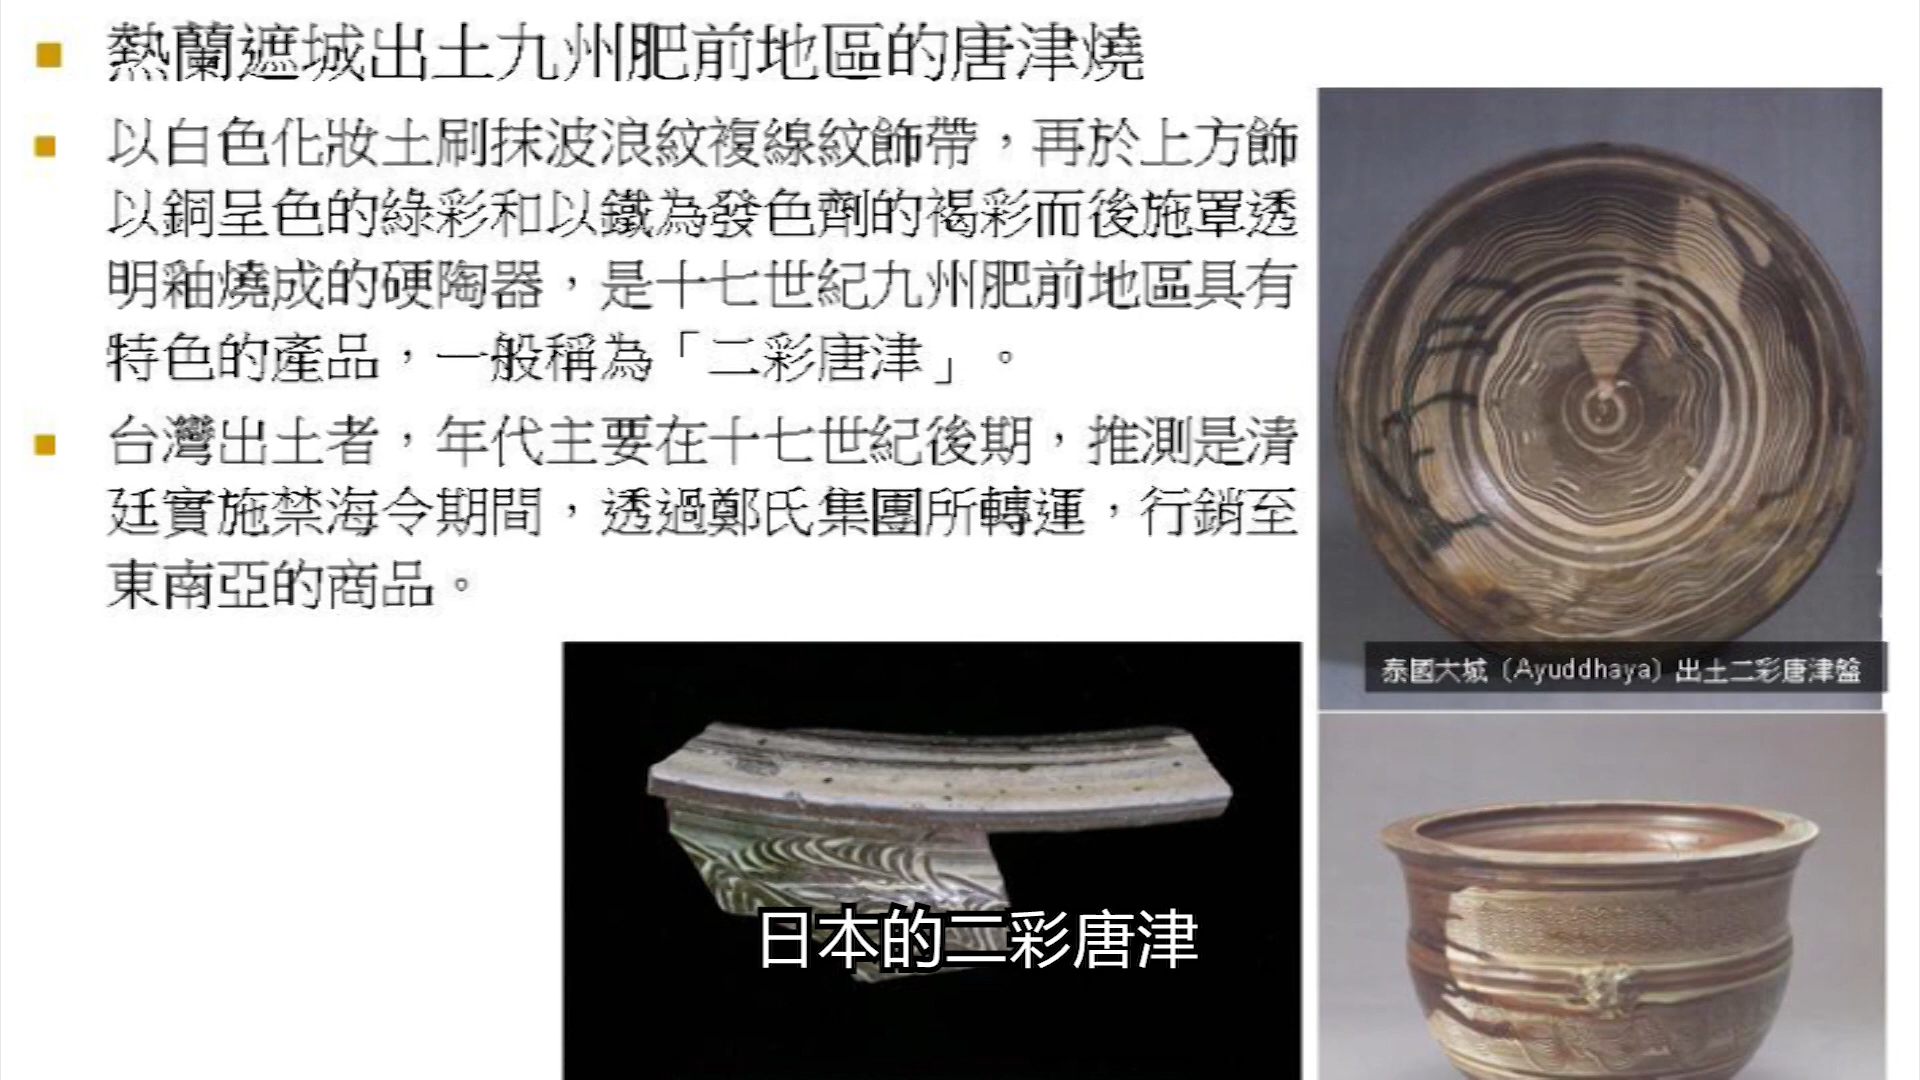 熱蘭遮城出土九州肥前地區的唐津燒
以白色化妝土刷抹波浪紋複線紋飾帶，再於上方飾
以銅呈色的綠彩和以鐵為發色劑的褐彩而後施罩透
明釉燒成的硬陶器，是十七世紀九州肥前地區具有
特色的產品，一般稱為「二彩唐津」。
台灣出土者，年代主要在十七世紀後期，推測是清
廷實施禁海令期間，透過鄭氏集團所轉運，行銷至
東南亞的商品。
泰國大城（Ayuddhaya）出土二彩唐津盤
日本的二彩唐津